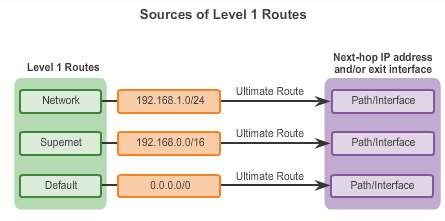 Sources of Level 1 Routes
Level 1 Routes
Next-hop IP address
and/or exit interface
Network
192.168.1.0/24
Ultimate Route
Path/Interface
Supernet
192.168.0.0/16
Ultimate Route
Path/Interface
Default
0.0.0.0/0
Ultimate Route
Path/Interface